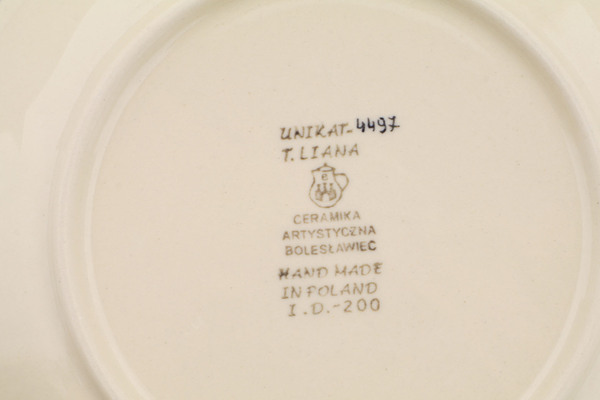 UNIKAT-4497
T. LIANA
B
CERAMIKA
ARTYSTYCZNA
BOLESŁAWIEC
HAND MADE
IN POLAND
I.D.-200